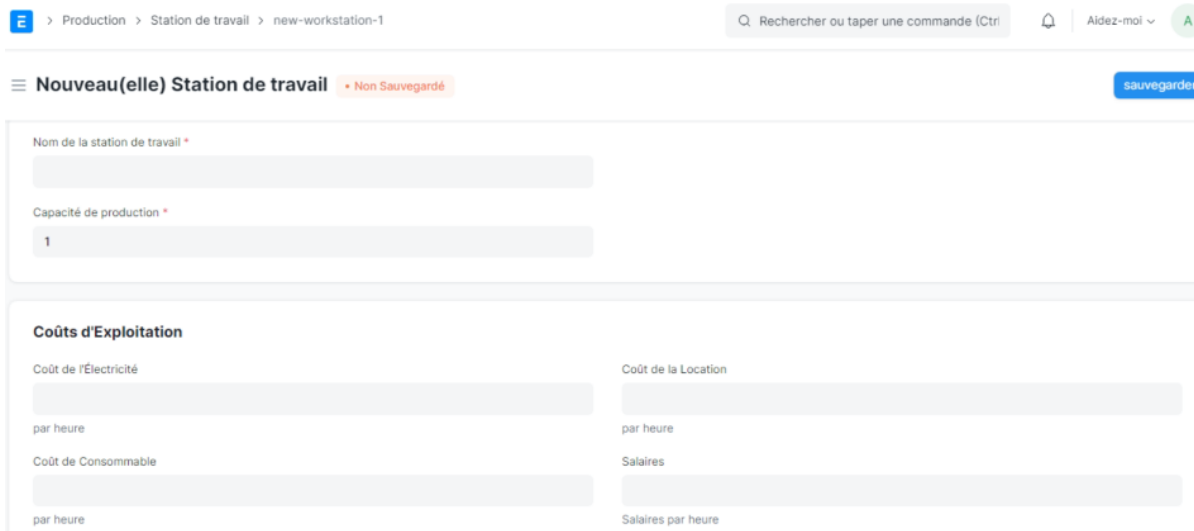 E > Production > Station de travail > new-workstation-1 Rechercher ou taper une commande (Ctrl Aidez-moi A
Nouveau(elle) Station de travail • Non Sauvegardé sauvegarder
Nom de la station de travail *
Capacité de production *
1
Coûts d'Exploitation
Coût de l'Électricité Coût de la Location
par heure par heure
Coût de Consommable Salaires
par heure Salaires par heure